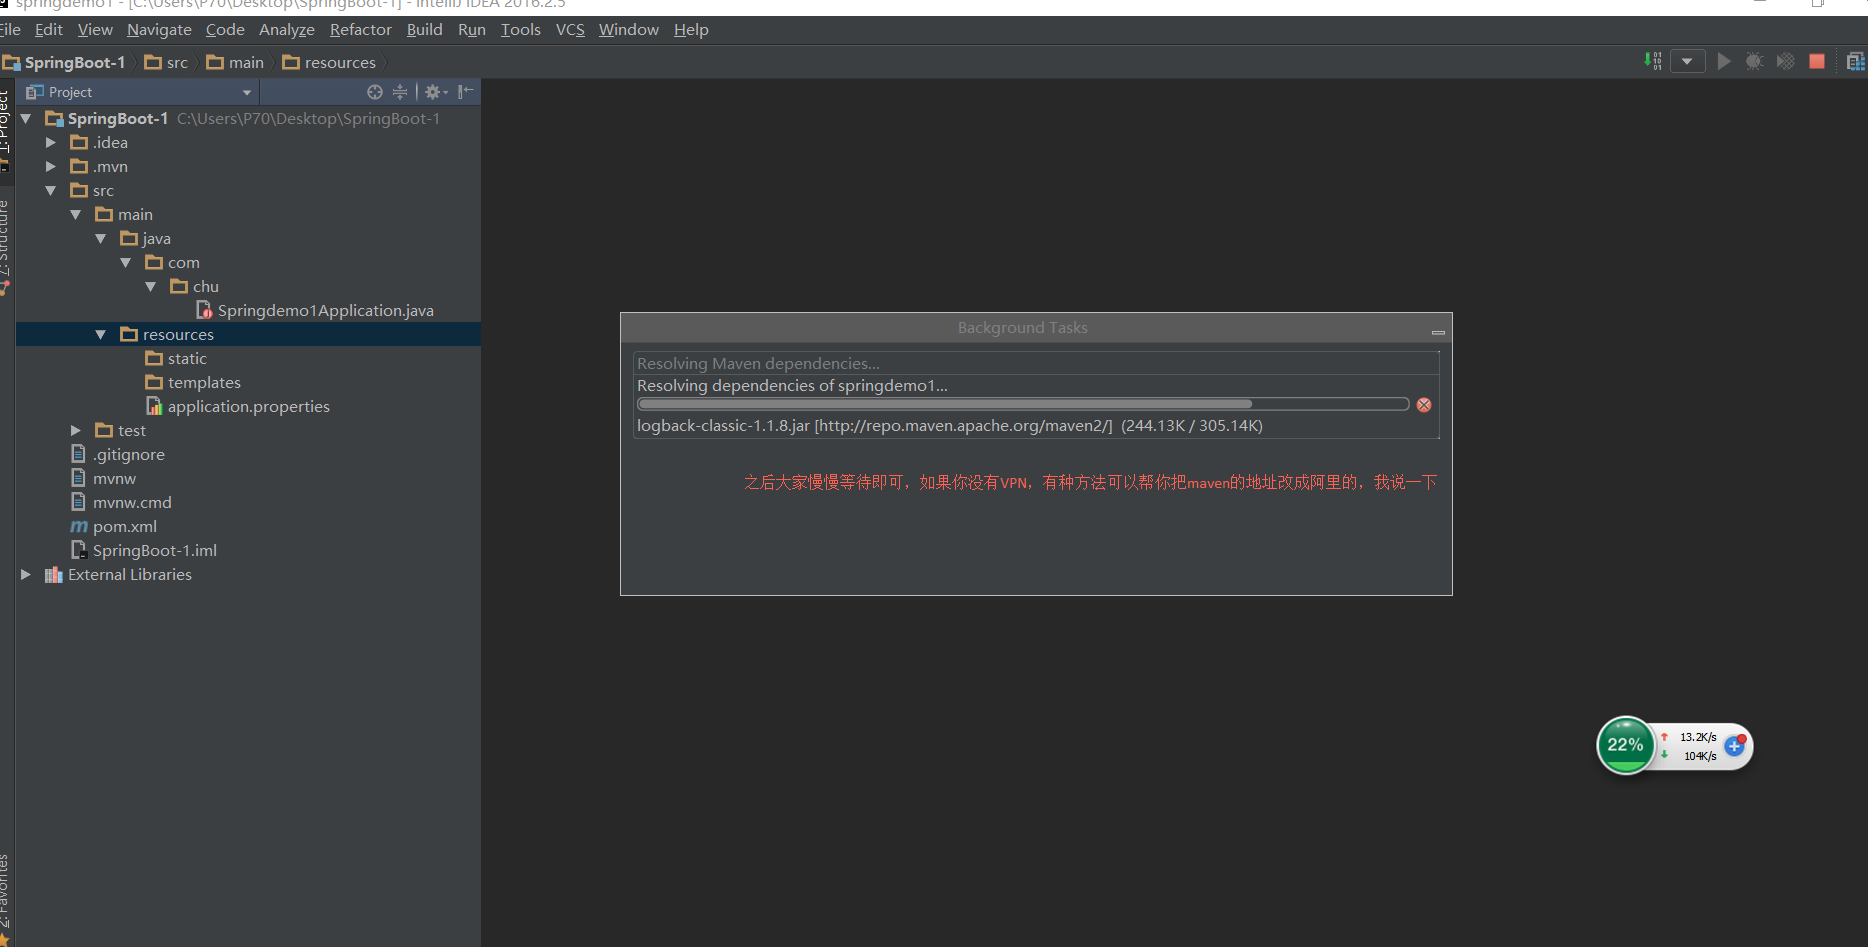 springdemo1 - [C:\Users\P70\Desktop\SpringBoot-1] - IntelliJ IDEA 2016.2.5
File Edit View Navigate Code Analyze Refactor Build Run Tools VCS Window Help
SpringBoot-1 src main resources
1: Project
7: Structure
2: Favorites
Project
SpringBoot-1 C:\Users\P70\Desktop\SpringBoot-1
.idea
.mvn
src
main
java
com
chu
Springdemo1Application.java
resources
static
templates
application.properties
test
.gitignore
mvnw
mvnw.cmd
pom.xml
SpringBoot-1.iml
External Libraries
Background Tasks
Resolving Maven dependencies...
Resolving dependencies of springdemo1...
logback-classic-1.1.8.jar [http://repo.maven.apache.org/maven2/] (244.13K / 305.14K)
之后大家慢慢等待即可，如果你没有VPN，有种方法可以帮你把maven的地址改成阿里的，我说一下
22%
13.2K/s
104K/s